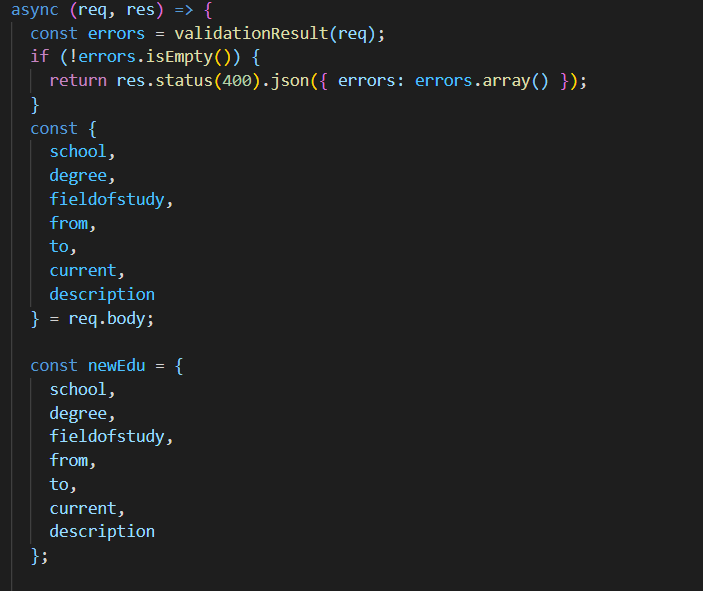 async (req, res) => {
const errors = validationResult(req);
if (!errors.isEmpty()) {
return res.status(400).json({ errors: errors.array() });
}
const {
school,
degree,
fieldofstudy,
from,
to,
current,
description
} = req.body;
const newEdu = {
school,
degree,
fieldofstudy,
from,
to,
current,
description
};